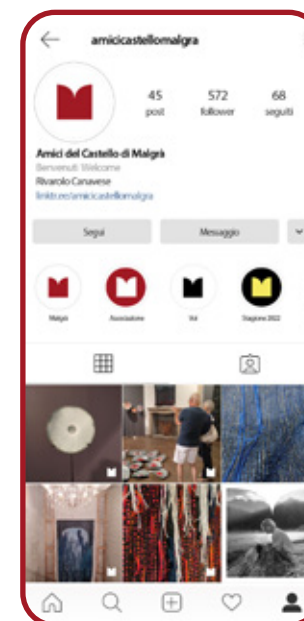 amicicastellomalgra
45 572 68
post follower seguiti
Amici del Castello di Malgrà
Benvenuti Welcome
Rivarolo Canavese
linktr.ee/amicicastellomalgra
Segui Messaggio
Malgrà Associazione Voi Stagione 2022